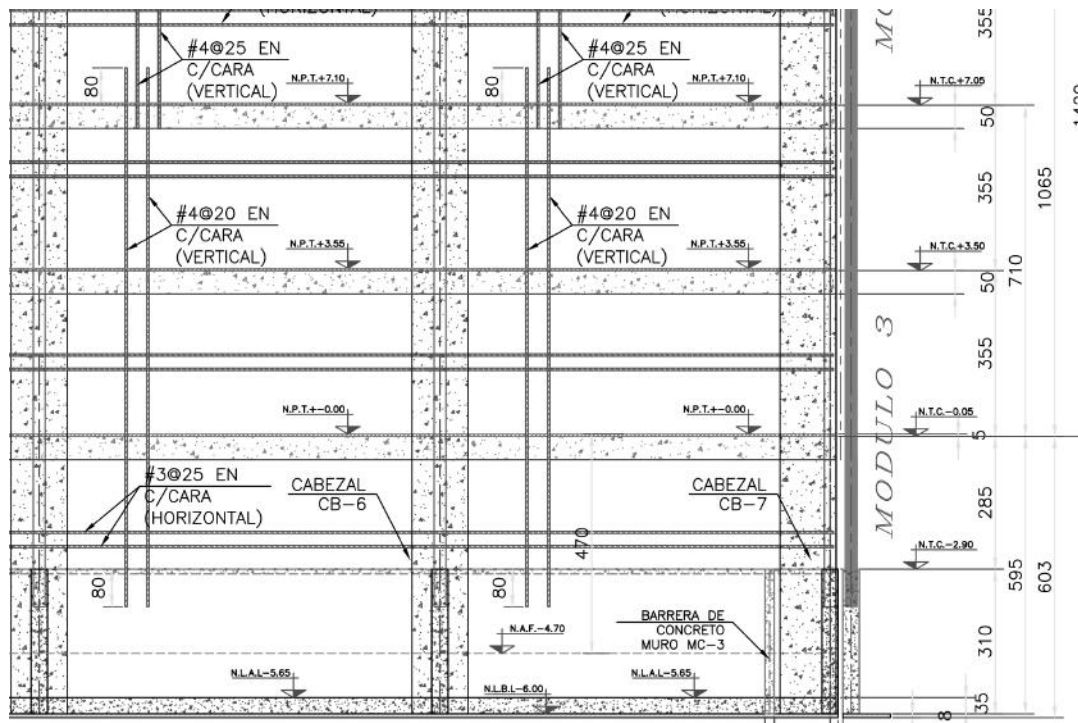 (HORIZONTAL)
(HORIZONTAL)
355
MO
#4@25 EN
C/CARA
(VERTICAL)
#4@25 EN
C/CARA
(VERTICAL)
80
80
N.P.T.+7.10
N.P.T.+7.10
N.T.C.+7.05
50
355
1065
#4@20 EN
C/CARA
(VERTICAL)
#4@20 EN
C/CARA
(VERTICAL)
N.P.T.+3.55
N.P.T.+3.55
N.T.C.+3.50
50
710
355
MODULO 3
N.P.T.+-0.00
N.P.T.+-0.00
N.T.C.-0.05
5
#3@25 EN
C/CARA
(HORIZONTAL)
CABEZAL
CB-6
CABEZAL
CB-7
285
470
N.T.C.-2.90
595
603
80
80
BARRERA DE
CONCRETO
MURO MC-3
N.A.F.-4.70
310
N.L.A.L-5.65
N.L.A.L-5.65
N.L.B.L-6.00
35
8